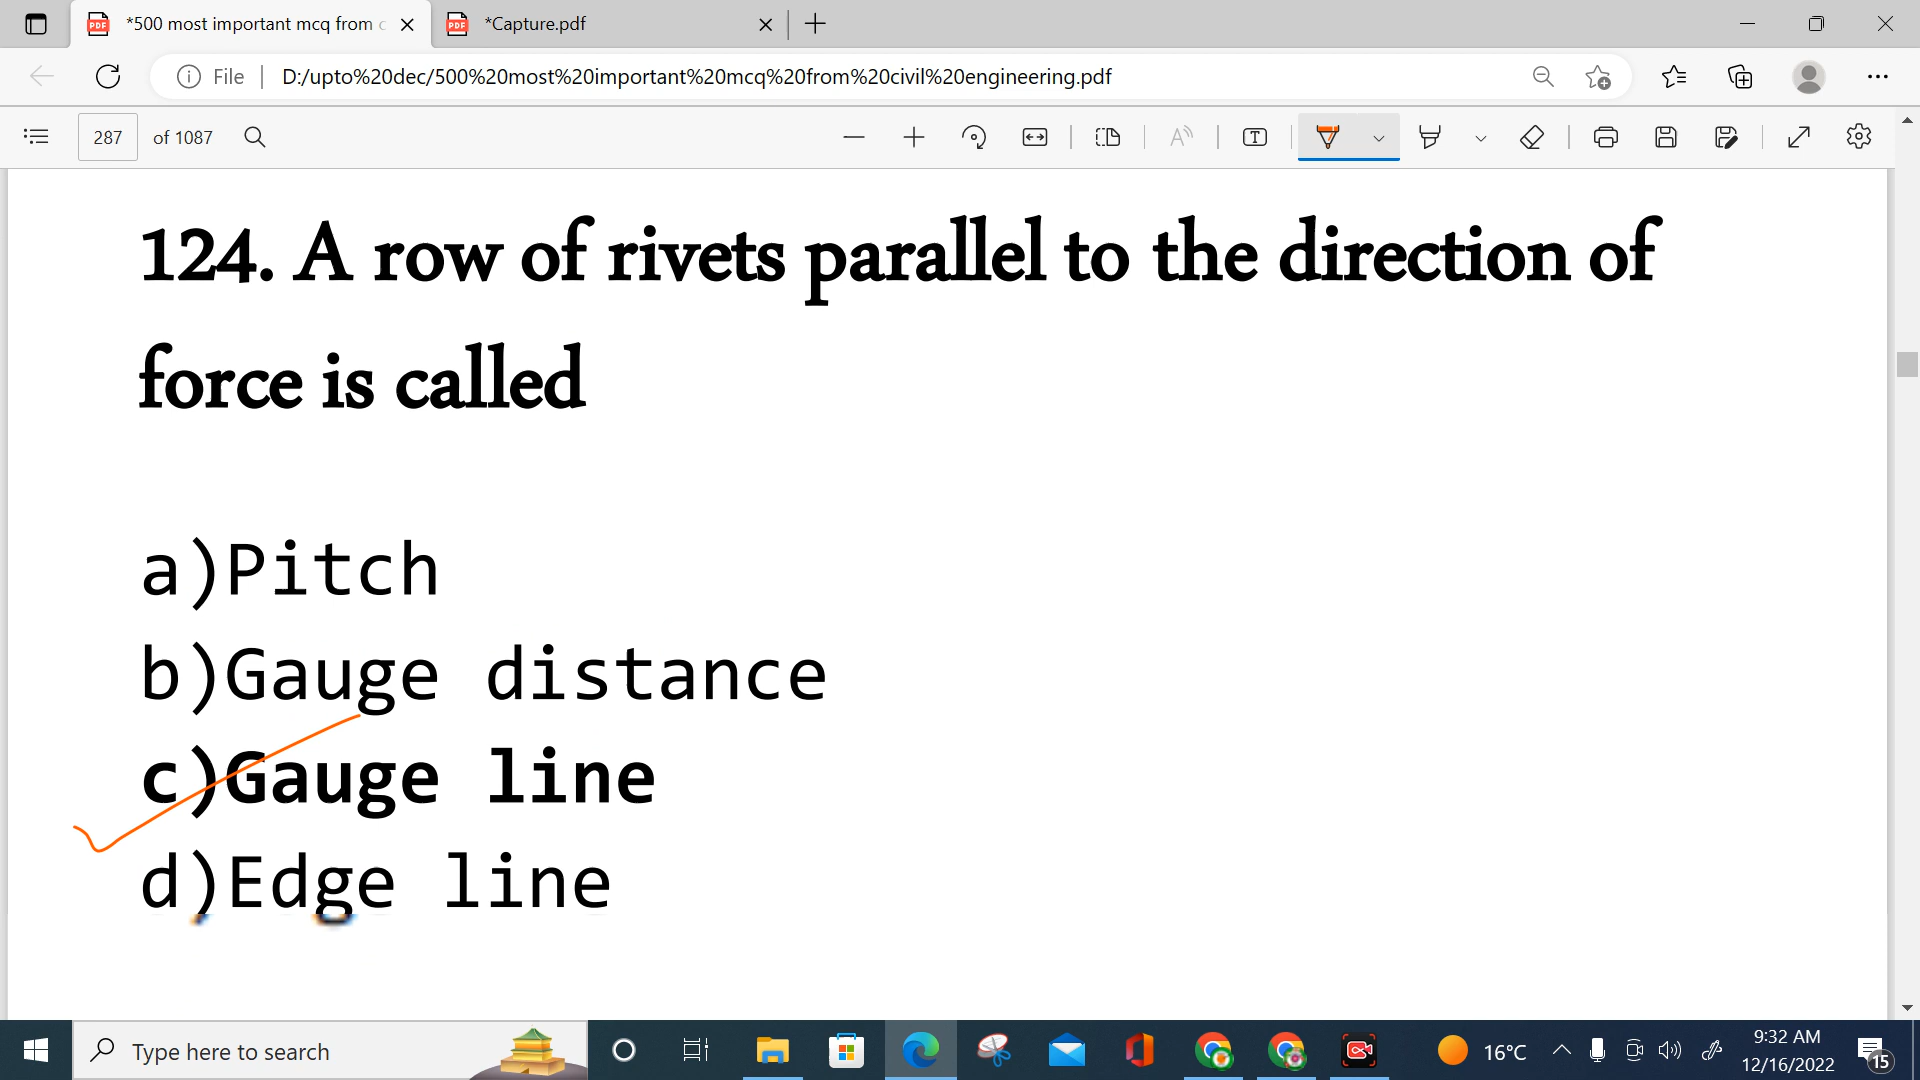 *500 most important mcq from c
*Capture.pdf
File
D:/upto%20dec/500%20most%20important%20mcq%20from%20civil%20engineering.pdf
287 of 1087
124. A row of rivets parallel to the direction of
force is called
a)Pitch
b)Gauge distance
c)Gauge line
d)Edge line
Type here to search
16°C
9:32 AM
12/16/2022
15